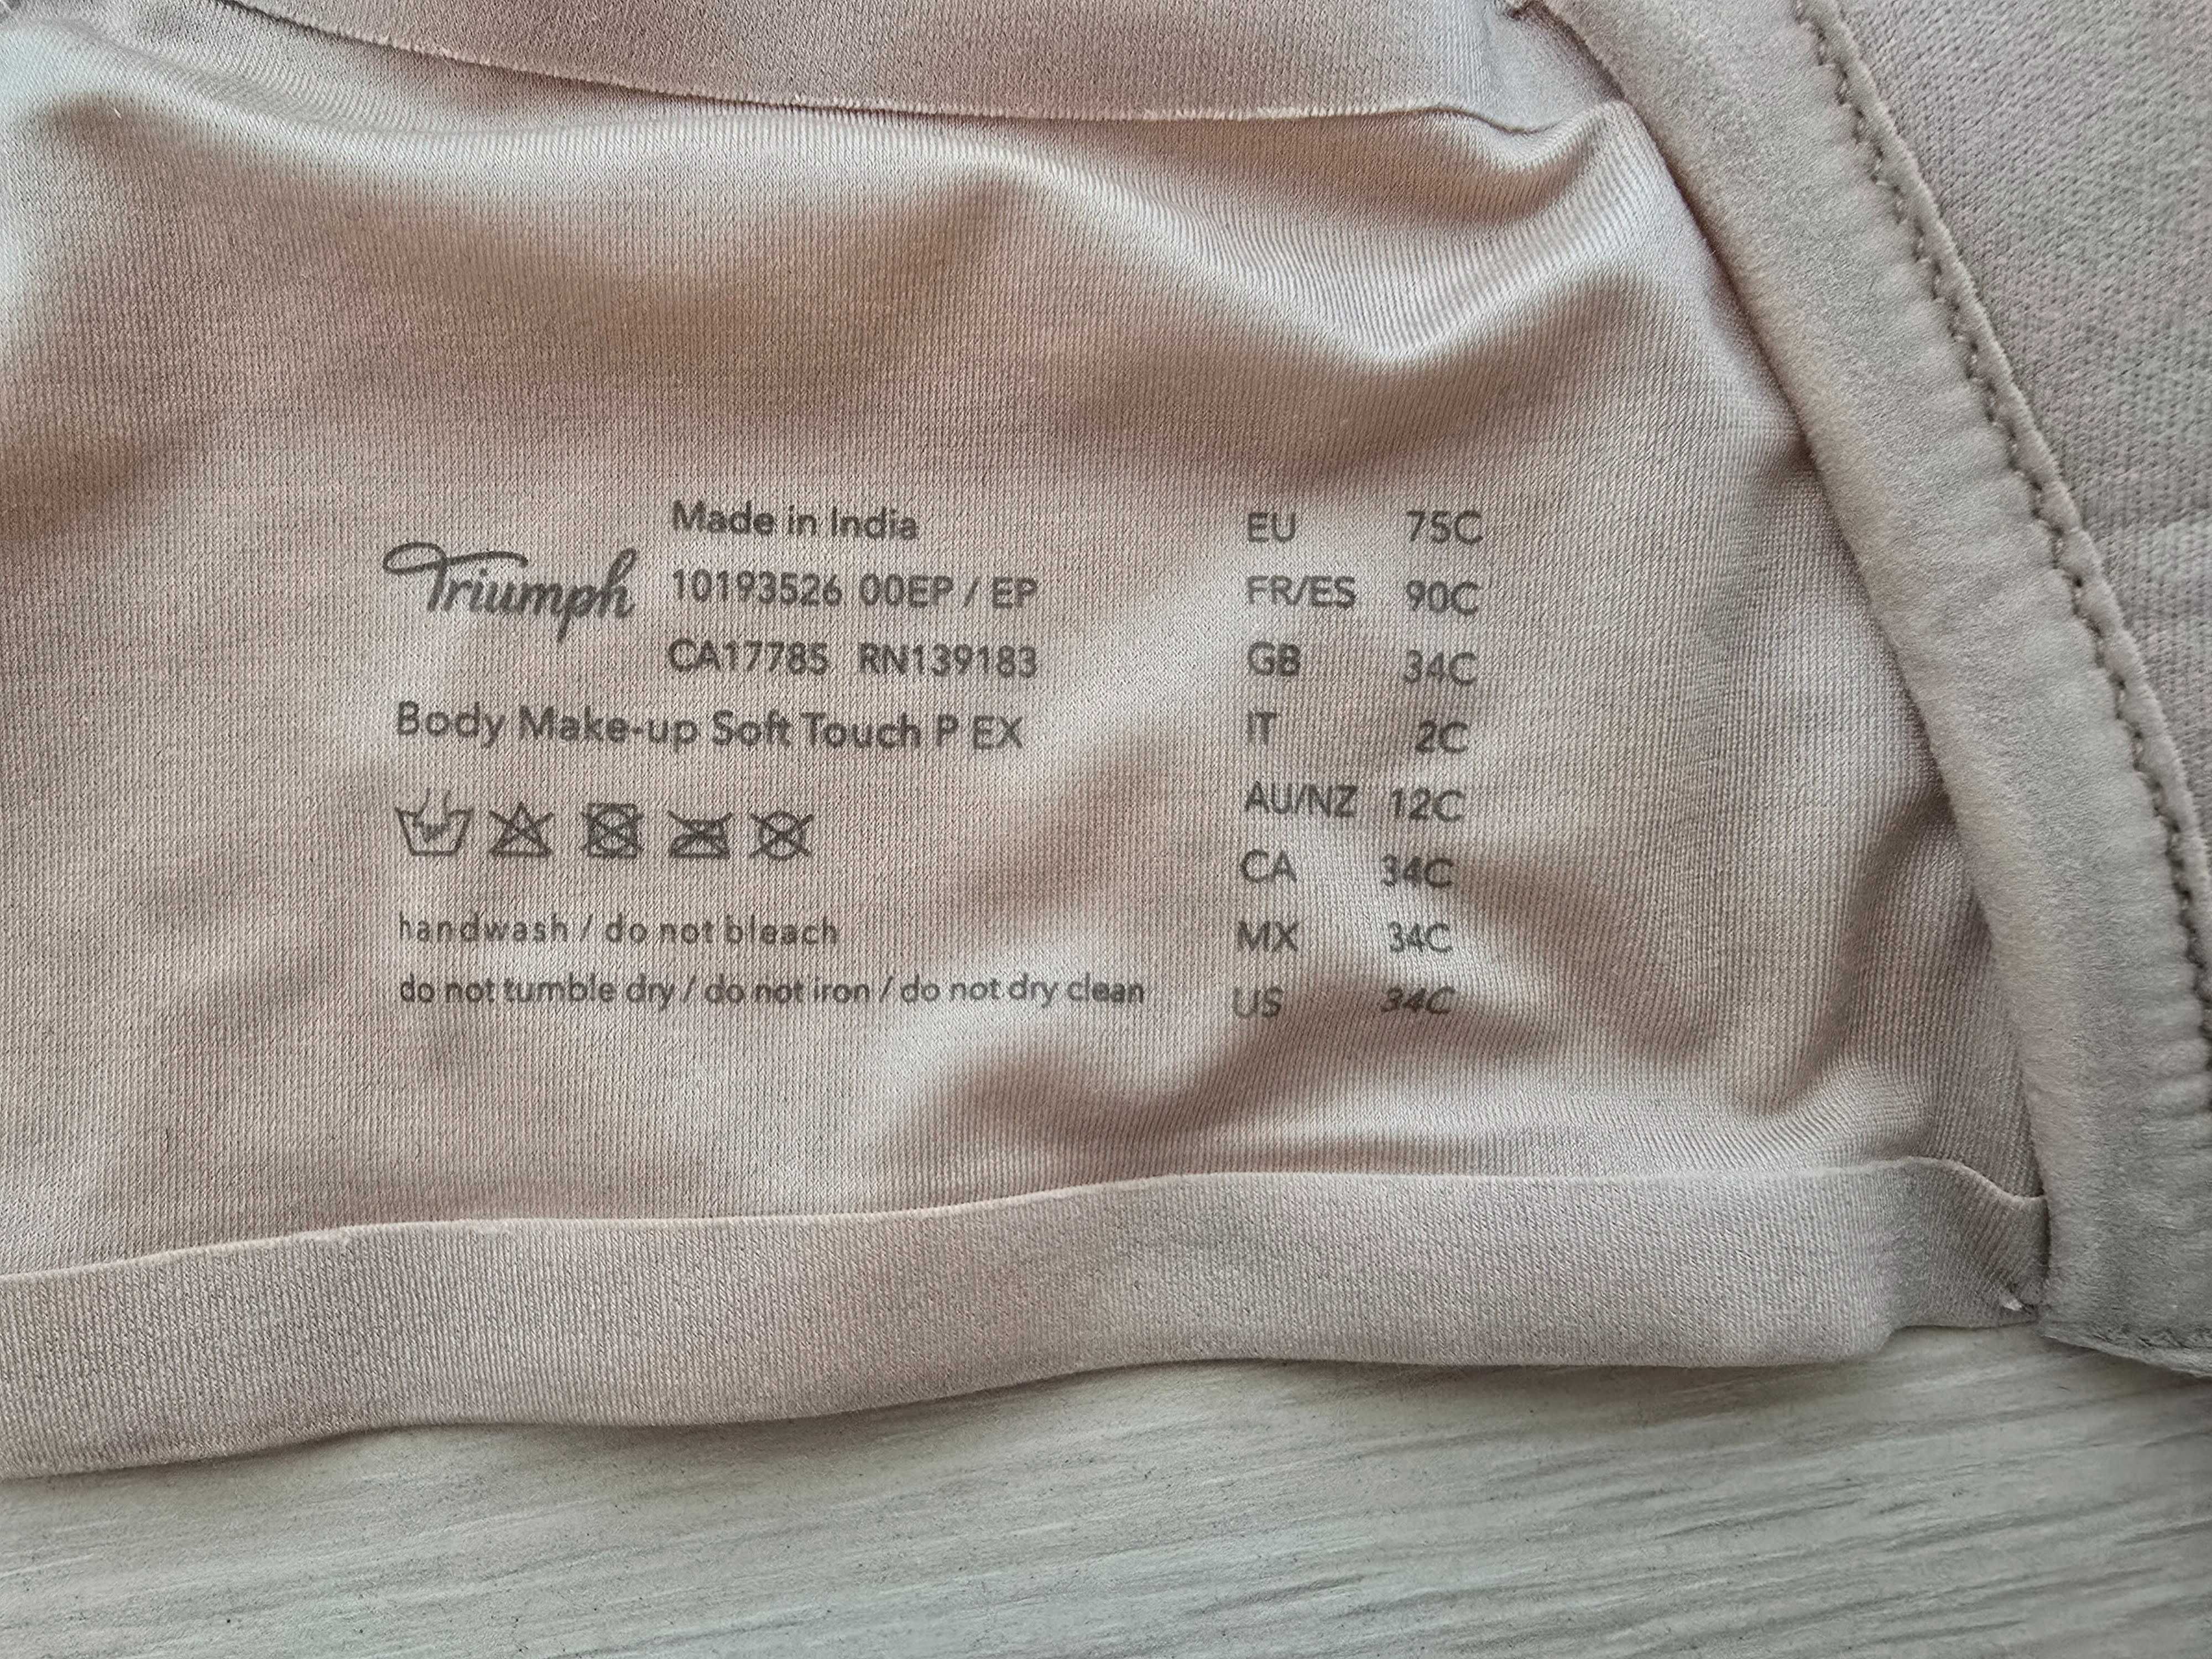 Made in India
Triumph 10193526 00EP / EP
CA17785 RN139183
Body Make-up Soft Touch P EX
handwash / do not bleach
do not tumble dry / do not iron / do not dry clean
EU 75C
FR/ES 90C
GB 34C
IT 2C
AU/NZ 12C
CA 34C
MX 34C
US 34C